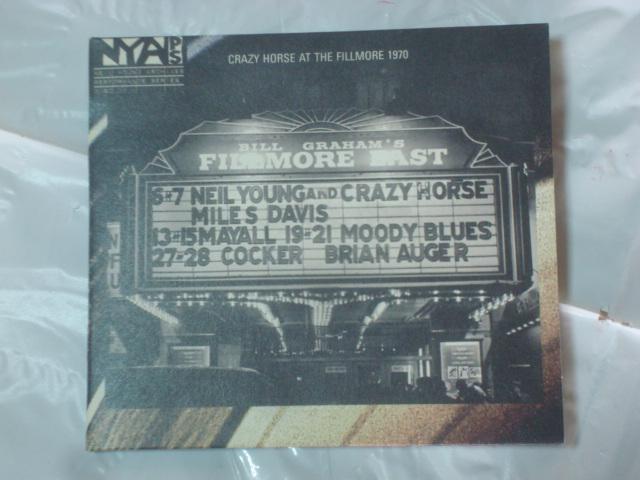 NYA PS
CRAZY HORSE AT THE FILLMORE 1970
BILL GRAHAM'S
FILLMORE EAST
6#7 NEIL YOUNG AND CRAZY HORSE
MILES DAVIS
13#15 MAYALL 19#21 MOODY BLUES
27#28 COCKER BRIAN AUGER